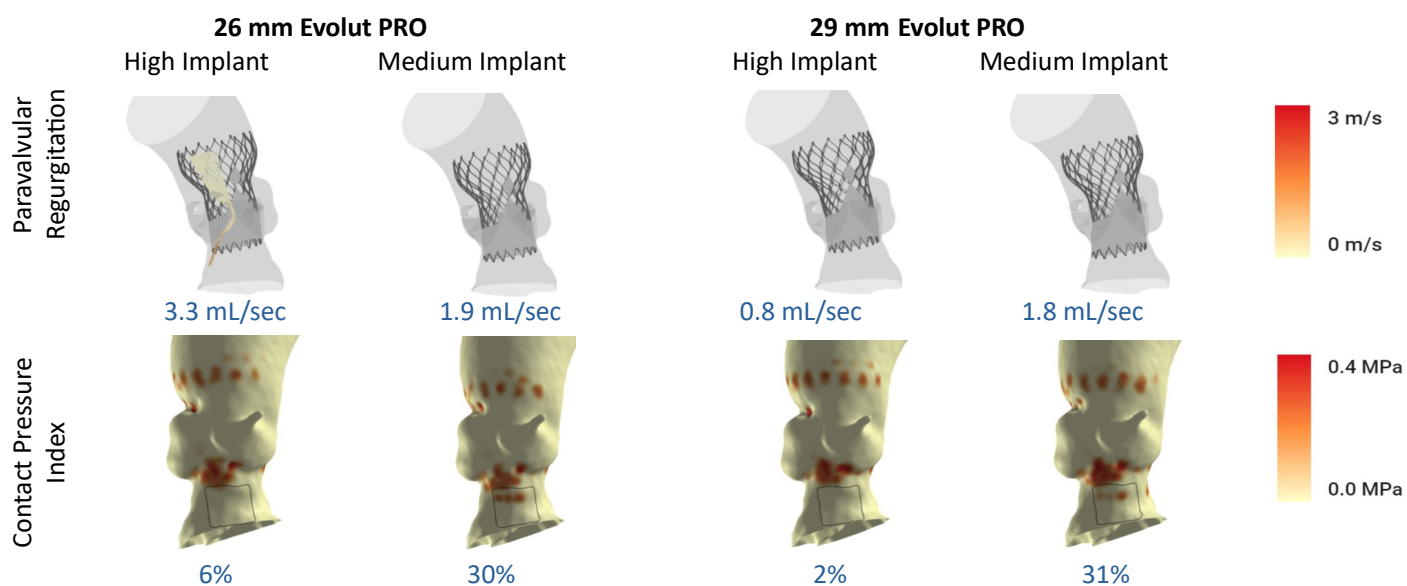 26 mm Evolut PRO
29 mm Evolut PRO
High Implant
Medium Implant
High Implant
Medium Implant
Paravalvular
Regurgitation
3 m/s
0 m/s
3.3 mL/sec
1.9 mL/sec
0.8 mL/sec
1.8 mL/sec
Contact Pressure
Index
0.4 MPa
0.0 MPa
6%
30%
2%
31%